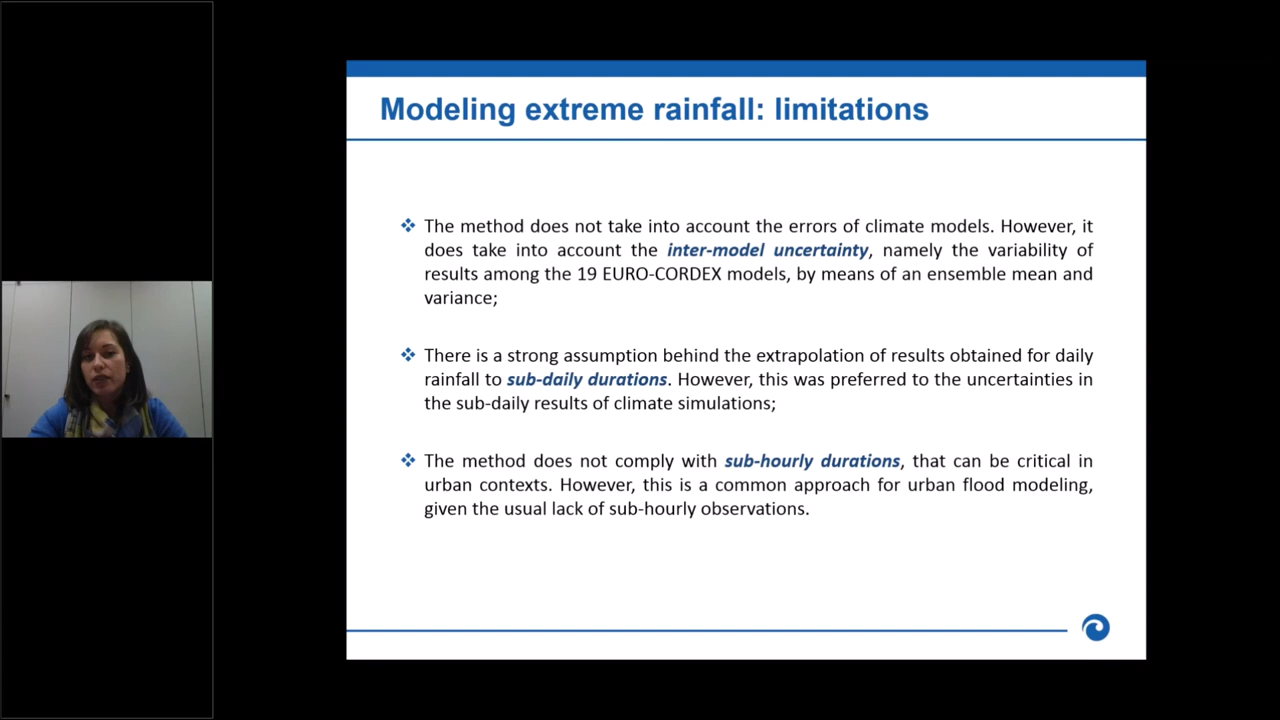 Modeling extreme rainfall: limitations
The method does not take into account the errors of climate models. However, it
does take into account the inter-model uncertainty, namely the variability of
results among the 19 EURO-CORDEX models, by means of an ensemble mean and
variance;
There is a strong assumption behind the extrapolation of results obtained for daily
rainfall to sub-daily durations. However, this was preferred to the uncertainties in
the sub-daily results of climate simulations;
The method does not comply with sub-hourly durations, that can be critical in
urban contexts. However, this is a common approach for urban flood modeling,
given the usual lack of sub-hourly observations.